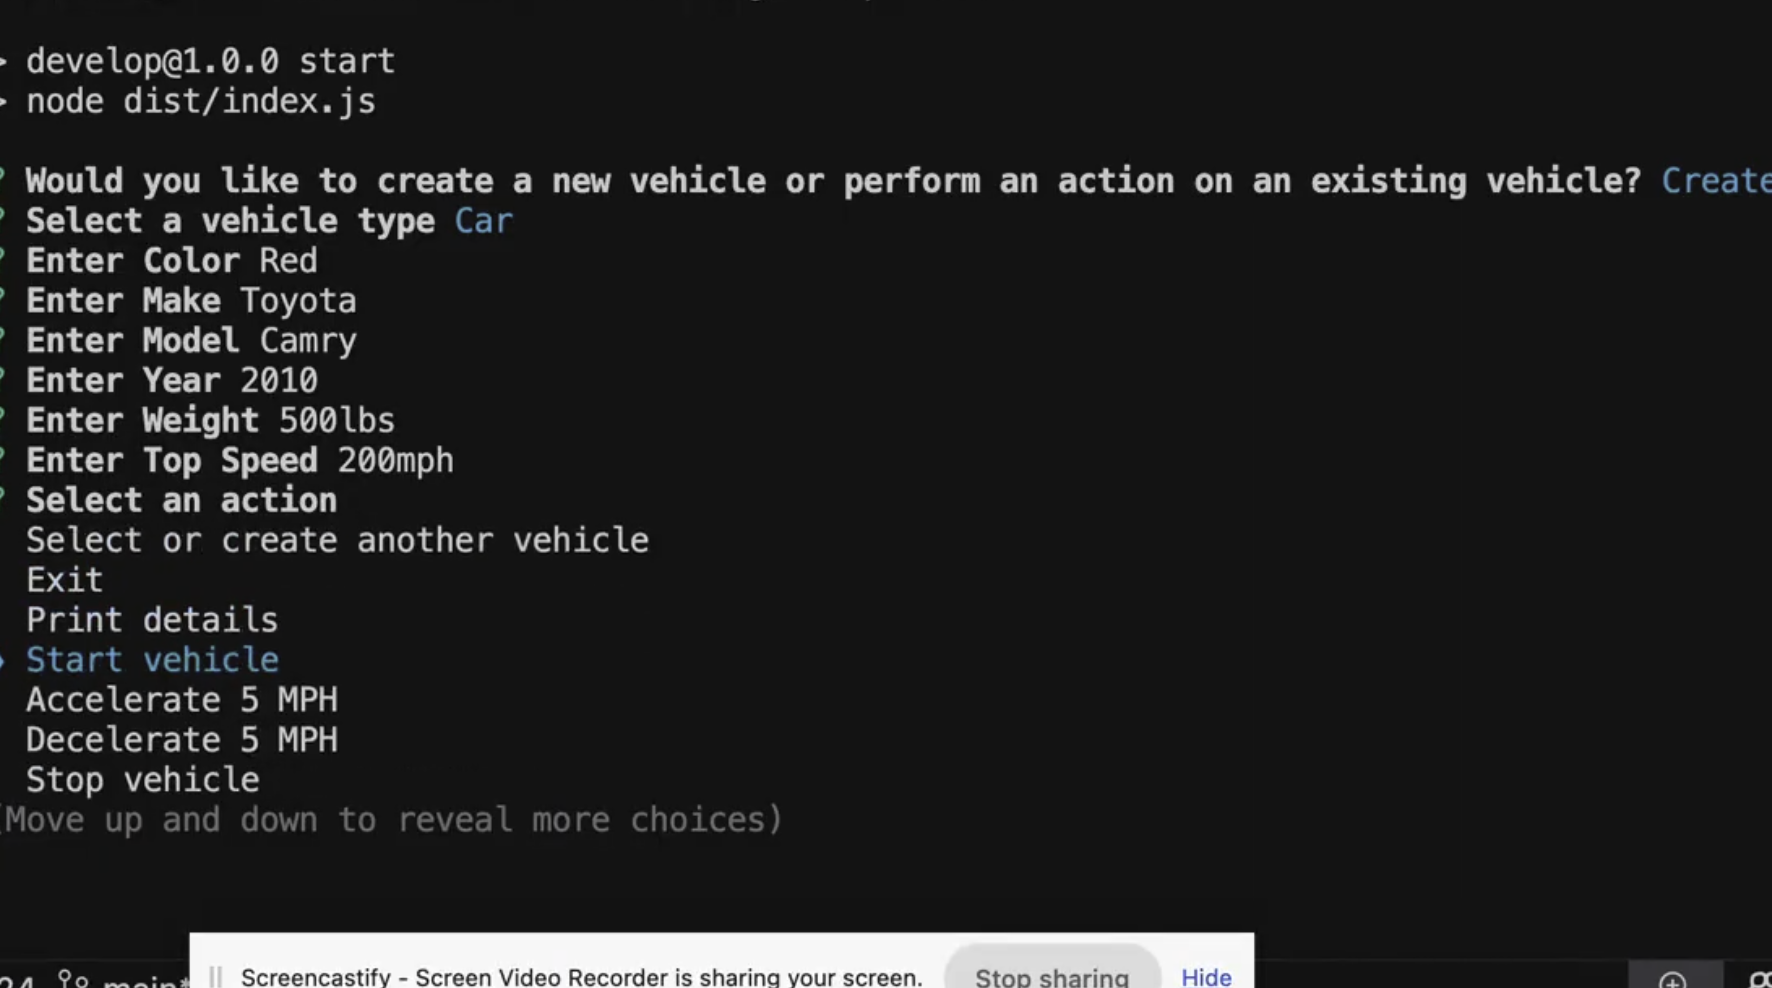 > develop@1.0.0 start
> node dist/index.js
? Would you like to create a new vehicle or perform an action on an existing vehicle? Create
? Select a vehicle type Car
? Enter Color Red
? Enter Make Toyota
? Enter Model Camry
? Enter Year 2010
? Enter Weight 500lbs
? Enter Top Speed 200mph
? Select an action
Select or create another vehicle
Exit
Print details
Start vehicle
Accelerate 5 MPH
Decelerate 5 MPH
Stop vehicle
(Move up and down to reveal more choices)
Screencastify - Screen Video Recorder is sharing your screen. Stop sharing Hide